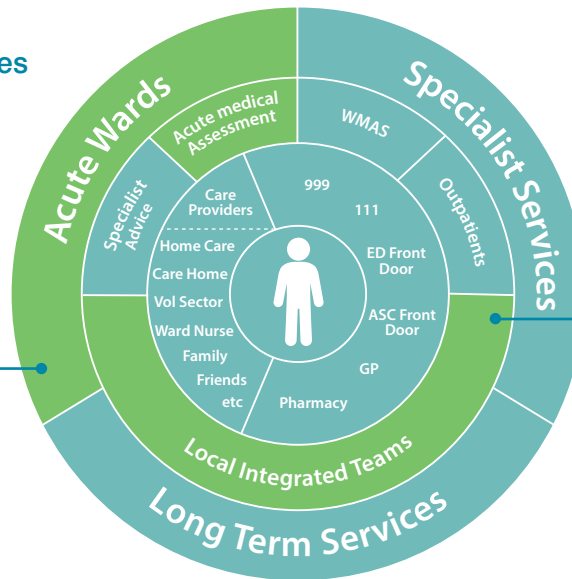 es
Acute Wards
Specialist Services
Long Term Services
Acute medical
Assessment
WMAS
Specialist
Advice
Outpatients
Local Integrated Teams
Care
Providers
Home Care
Care Home
Vol Sector
Ward Nurse
Family
Friends
etc
999
111
ED Front
Door
ASC Front
Door
GP
Pharmacy